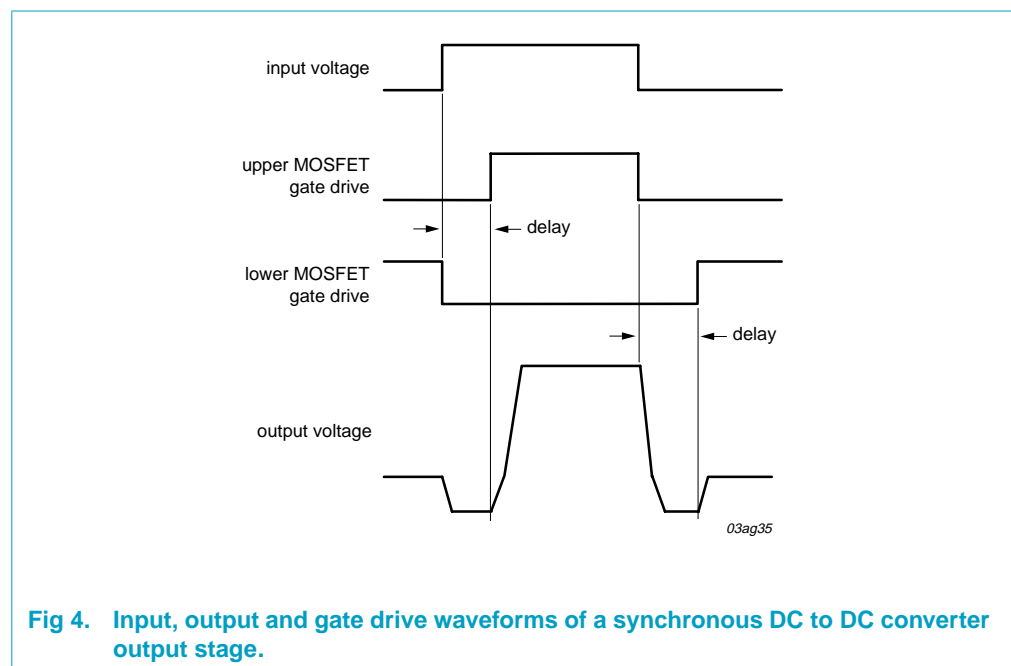 input voltage
upper MOSFET
gate drive
delay
lower MOSFET
gate drive
delay
output voltage
03ag35
Fig 4. Input, output and gate drive waveforms of a synchronous DC to DC converter
output stage.